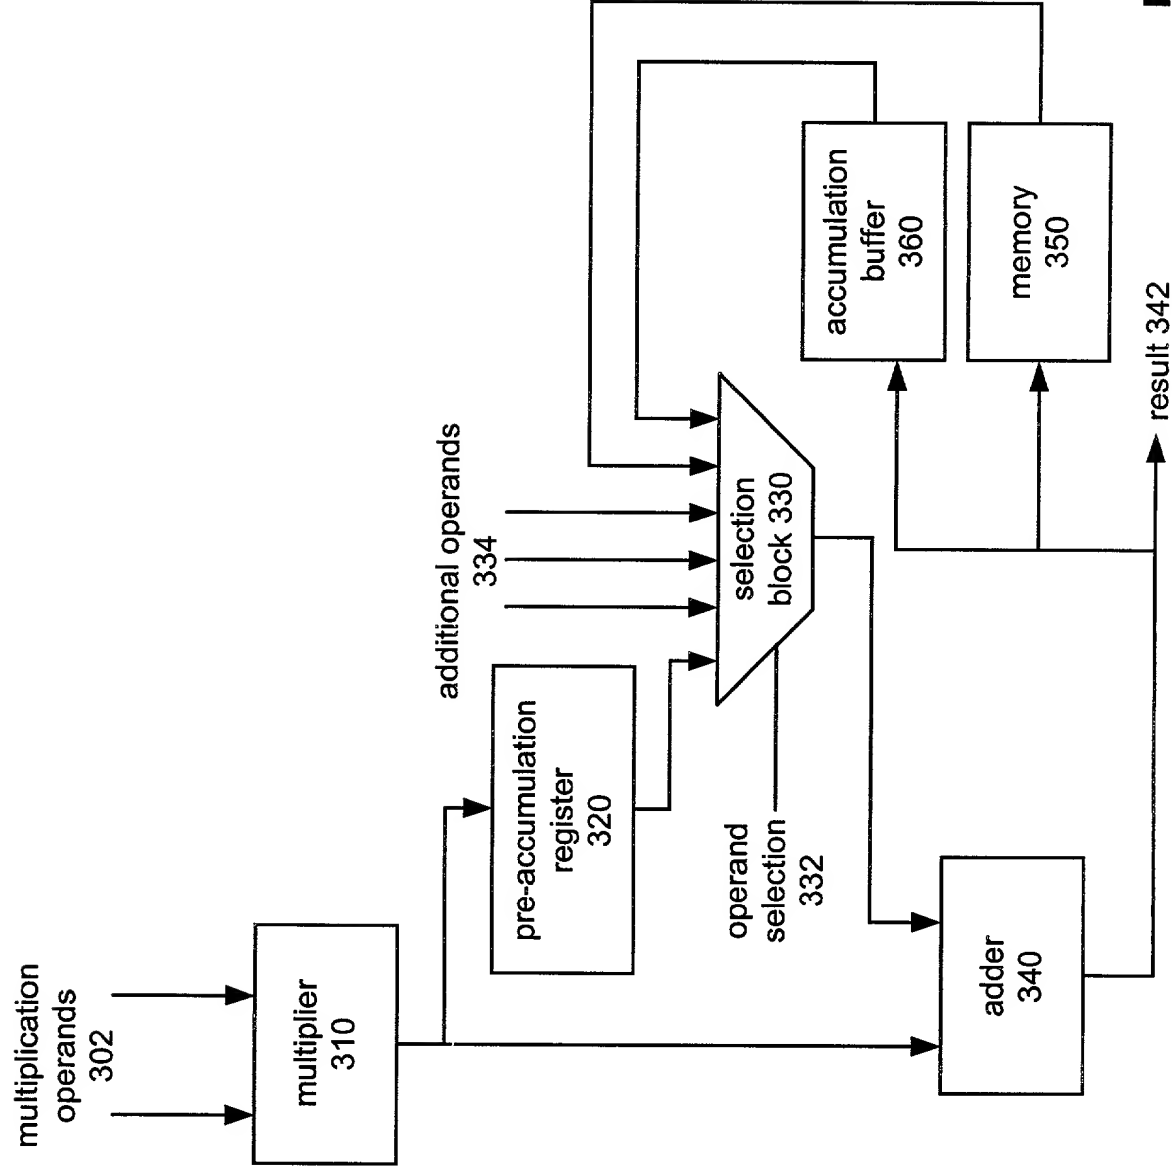 multiplication
operands
302
multiplier
310
pre-accumulation
register
320
additional operands
334
operand
selection
332
selection
block 330
adder
340
accumulation
buffer
360
memory
350
result 342